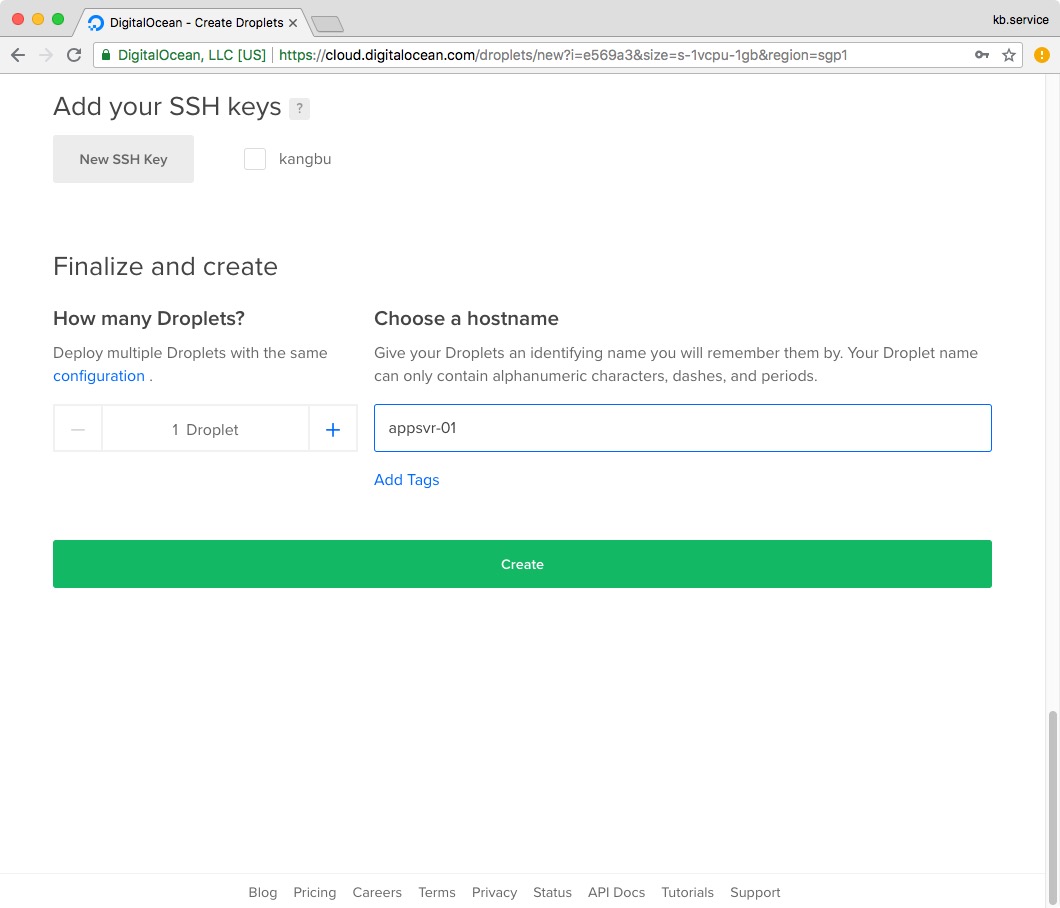 DigitalOcean - Create Droplets
kb.service
DigitalOcean, LLC [US] https://cloud.digitalocean.com/droplets/new?i=e569a3&size=s-1vcpu-1gb&region=sgp1
Add your SSH keys ?
New SSH Key kangbu
Finalize and create
How many Droplets?
Deploy multiple Droplets with the same
configuration .
1 Droplet
Choose a hostname
Give your Droplets an identifying name you will remember them by. Your Droplet name
can only contain alphanumeric characters, dashes, and periods.
appsvr-01
Add Tags
Create
Blog Pricing Careers Terms Privacy Status API Docs Tutorials Support